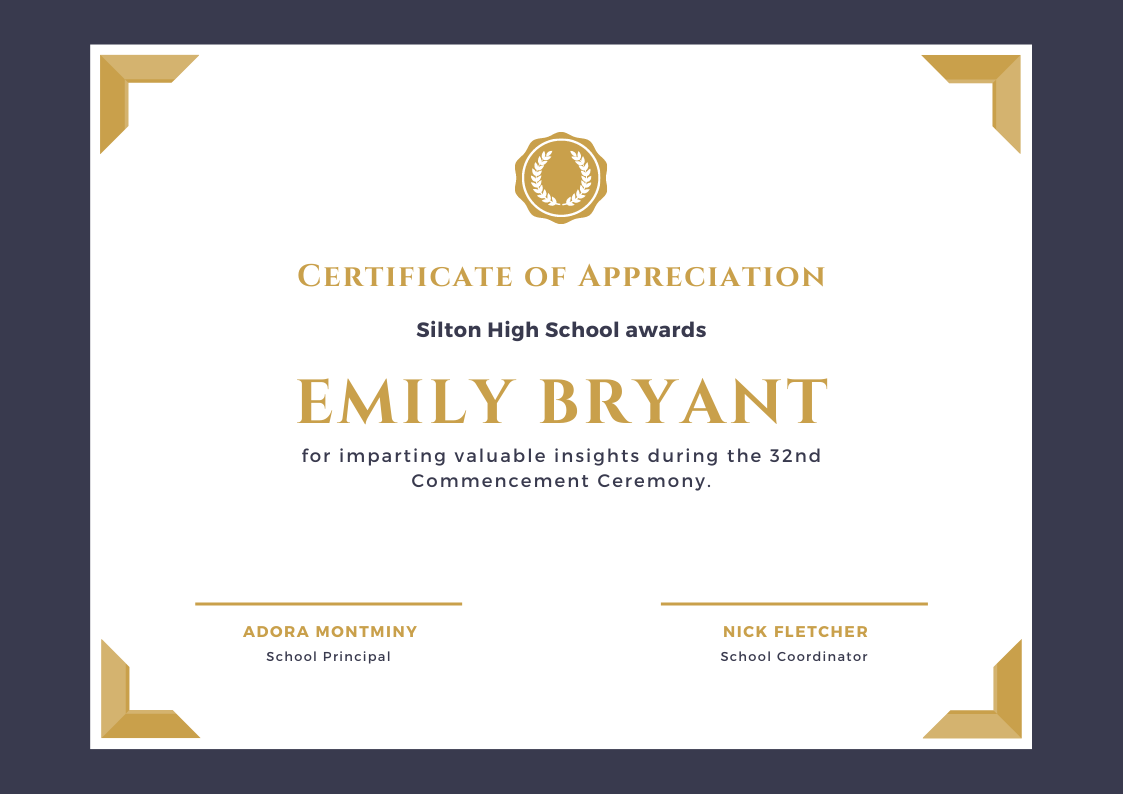 Certificate of Appreciation
Silton High School awards
EMILY BRYANT
for imparting valuable insights during the 32nd
Commencement Ceremony.
ADORA MONTMINY
School Principal
NICK FLETCHER
School Coordinator